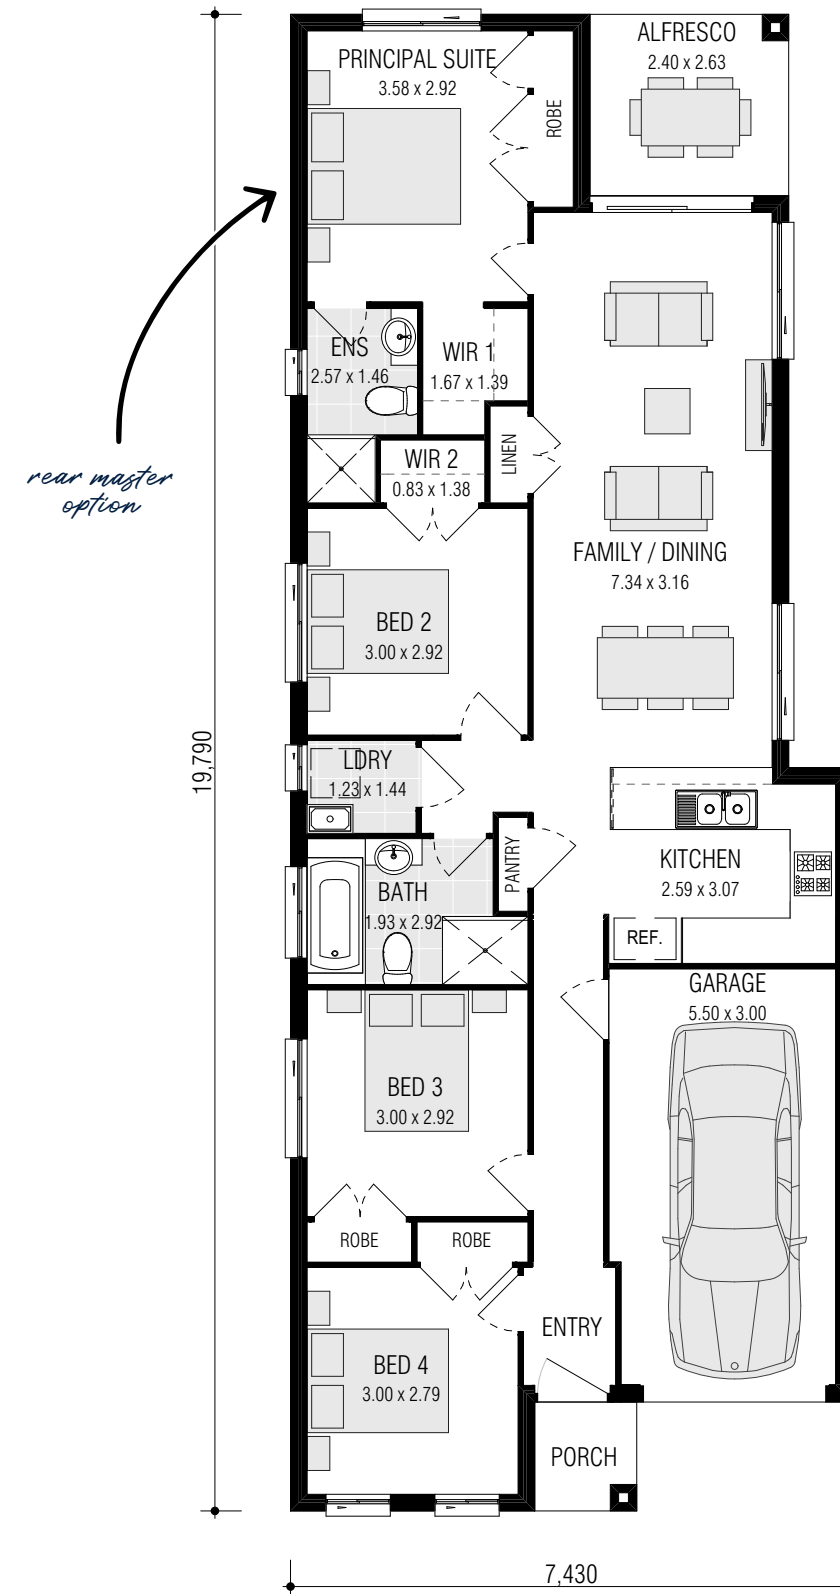 PRINCIPAL SUITE
3.58 x 2.92
ROBE
ALFRESCO
2.40 x 2.63
ENS
2.57 x 1.46
WIR 1
1.67 x 1.39
LINEN
WIR 2
0.83 x 1.38
rear master
option
FAMILY / DINING
7.34 x 3.16
BED 2
3.00 x 2.92
19,790
LDRY
1.23 x 1.44
PANTRY
KITCHEN
2.59 x 3.07
BATH
1.93 x 2.92
REF.
GARAGE
5.50 x 3.00
BED 3
3.00 x 2.92
ROBE
ROBE
ENTRY
BED 4
3.00 x 2.79
PORCH
7,430